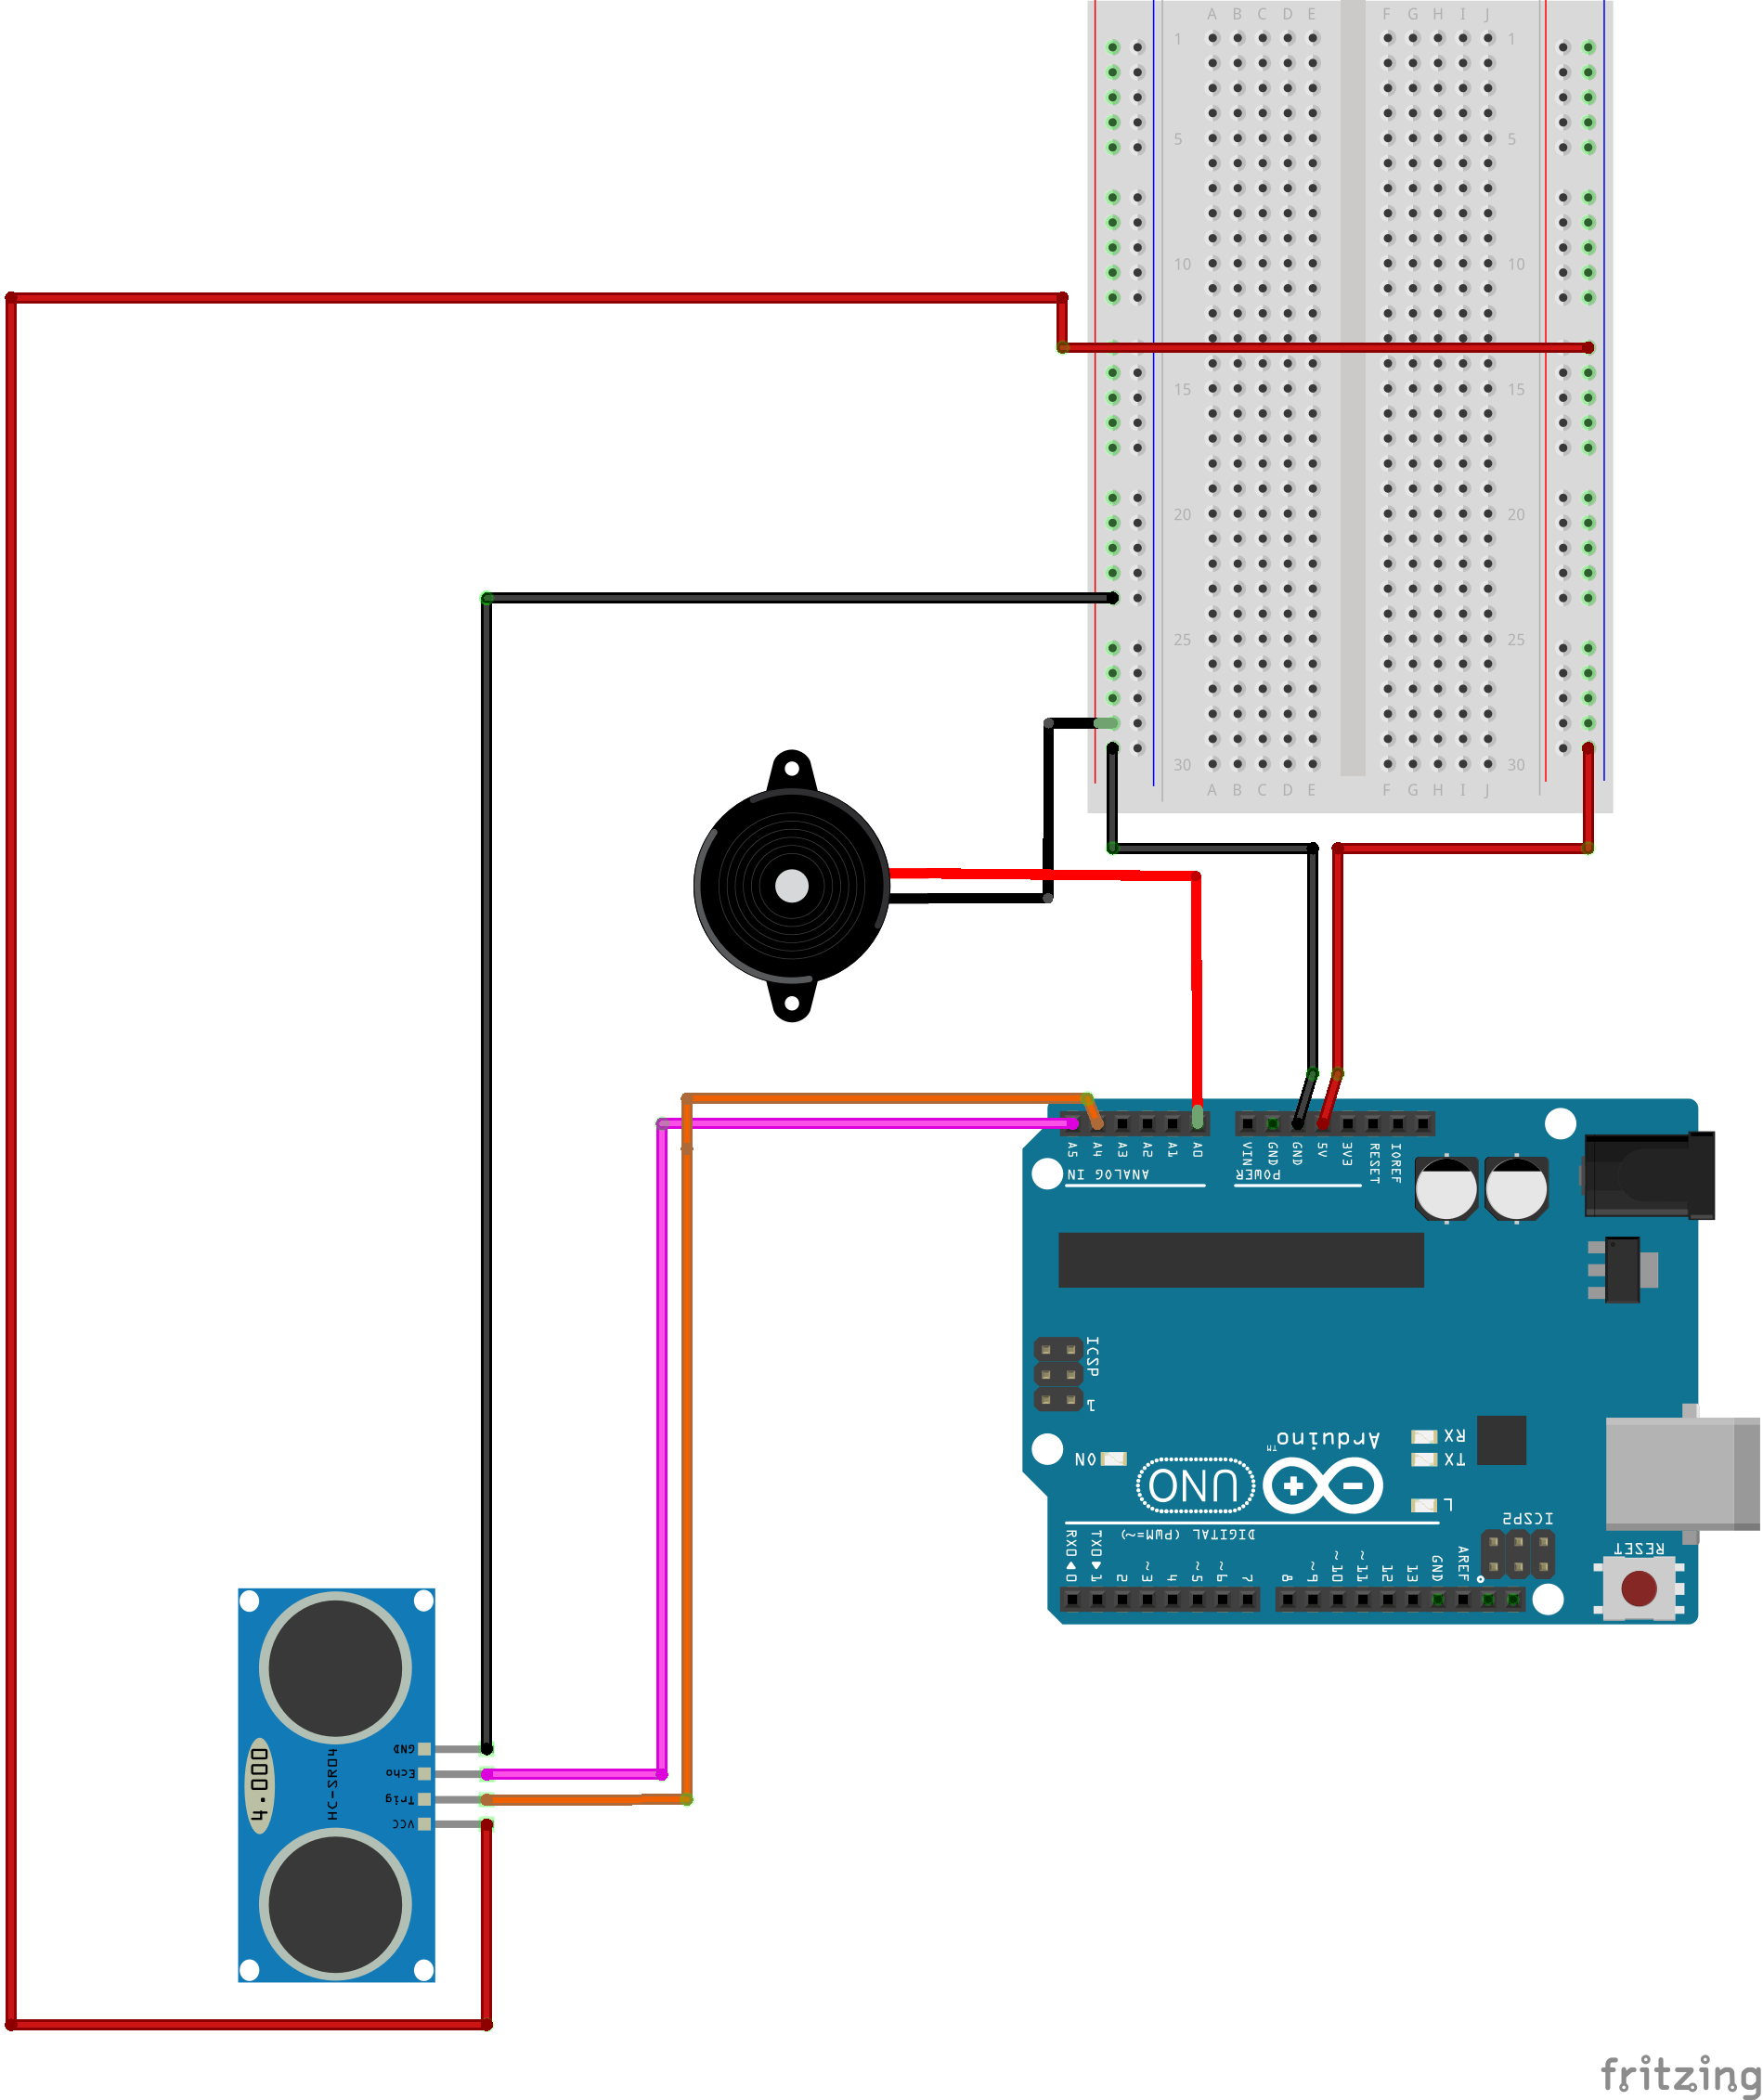 A B C D E F G H I J
1 1
5 5
10 10
15 15
20 20
25 25
30 30
A B C D E F G H I J
A5 A4 A3 A2 A1 A0 VIN GND GND 5V 3V3 RESET IOREF
ANALOG IN POWER
ICSP
1
Arduino
TM
ON
UNO
RX
TX
L
ICSP2
DIGITAL (PWM=~)
RESET
RX0 TX0
0 1 2 ~3 4 ~5 ~6 7 8 ~9 ~10 ~11 12 13 GND AREF
GND
Echo
Trig
VCC
HC-SR04
4.000
fritzing